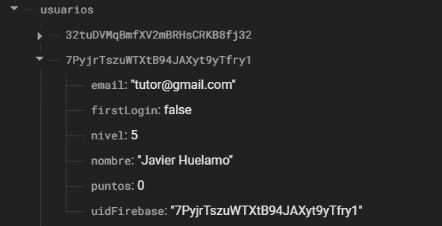 usuarios
32tuDVMqBmfXV2mBRHsCRKB8fj32
7PyjrTszuWTXtB94JAXyt9yTfry1
email: "tutor@gmail.com"
firstLogin: false
nivel: 5
nombre: "Javier Huelamo"
puntos: 0
uidFirebase: "7PyjrTszuWTXtB94JAXyt9yTfry1"